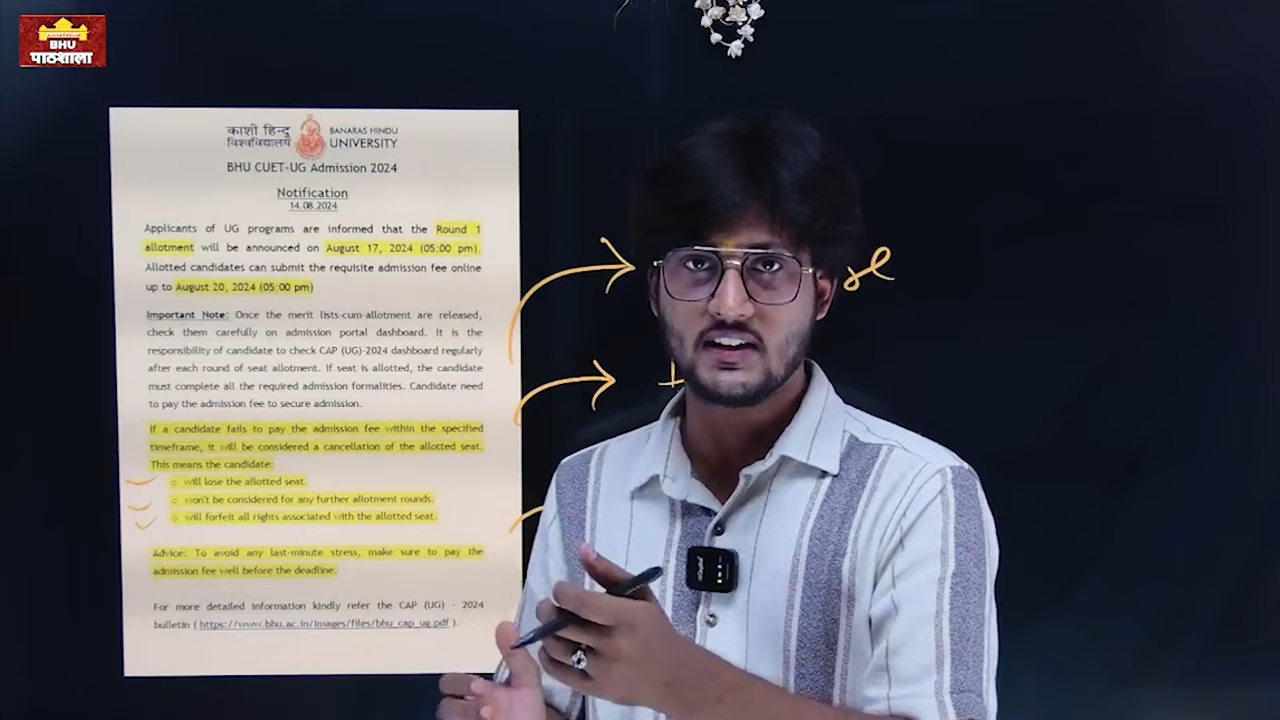 BHU
पाठशाला
काशी हिन्दू
विश्वविद्यालय
BANARAS HINDU
UNIVERSITY
BHU CUET-UG Admission 2024
Notification
14.08.2024
Applicants of UG programs are informed that the Round 1
allotment will be announced on August 17, 2024 (05:00 pm).
Allotted candidates can submit the requisite admission fee online
up to August 20, 2024 (05:00 pm)
Important Note: Once the merit lists-cum-allotment are released,
check them carefully on admission portal dashboard. It is the
responsibility of candidate to check CAP (UG)-2024 dashboard regularly
after each round of seat allotment. If seat is allotted, the candidate
must complete all the required admission formalities. Candidate need
to pay the admission fee to secure admission.
If a candidate fails to pay the admission fee within the specified
timeframe, it will be considered a cancellation of the allotted seat.
This means the candidate:
o will lose the allotted seat.
o won't be considered for any further allotment rounds.
o will forfeit all rights associated with the allotted seat.
Advice: To avoid any last-minute stress, make sure to pay the
admission fee well before the deadline.
For more detailed information kindly refer the CAP (UG) - 2024
bulletin ( https://www.bhu.ac.in/Images/files/bhu_cap_ug.pdf ).